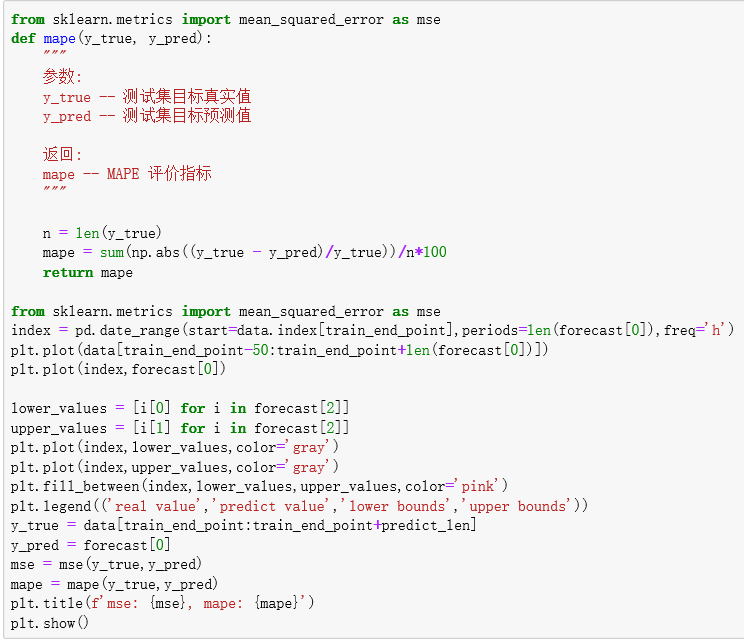 from sklearn.metrics import mean_squared_error as mse
def mape(y_true, y_pred):
    """
    参数:
    y_true -- 测试集目标真实值
    y_pred -- 测试集目标预测值

    返回:
    mape -- MAPE 评价指标
    """

    n = len(y_true)
    mape = sum(np.abs((y_true - y_pred)/y_true))/n*100
    return mape

from sklearn.metrics import mean_squared_error as mse
index = pd.date_range(start=data.index[train_end_point],periods=len(forecast[0]),freq='h')
plt.plot(data[train_end_point-50:train_end_point+len(forecast[0])])
plt.plot(index,forecast[0])

lower_values = [i[0] for i in forecast[2]]
upper_values = [i[1] for i in forecast[2]]
plt.plot(index,lower_values,color='gray')
plt.plot(index,upper_values,color='gray')
plt.fill_between(index,lower_values,upper_values,color='pink')
plt.legend(('real value','predict value','lower bounds','upper bounds'))
y_true = data[train_end_point:train_end_point+predict_len]
y_pred = forecast[0]
mse = mse(y_true,y_pred)
mape = mape(y_true,y_pred)
plt.title(f'mse: {mse}, mape: {mape}')
plt.show()